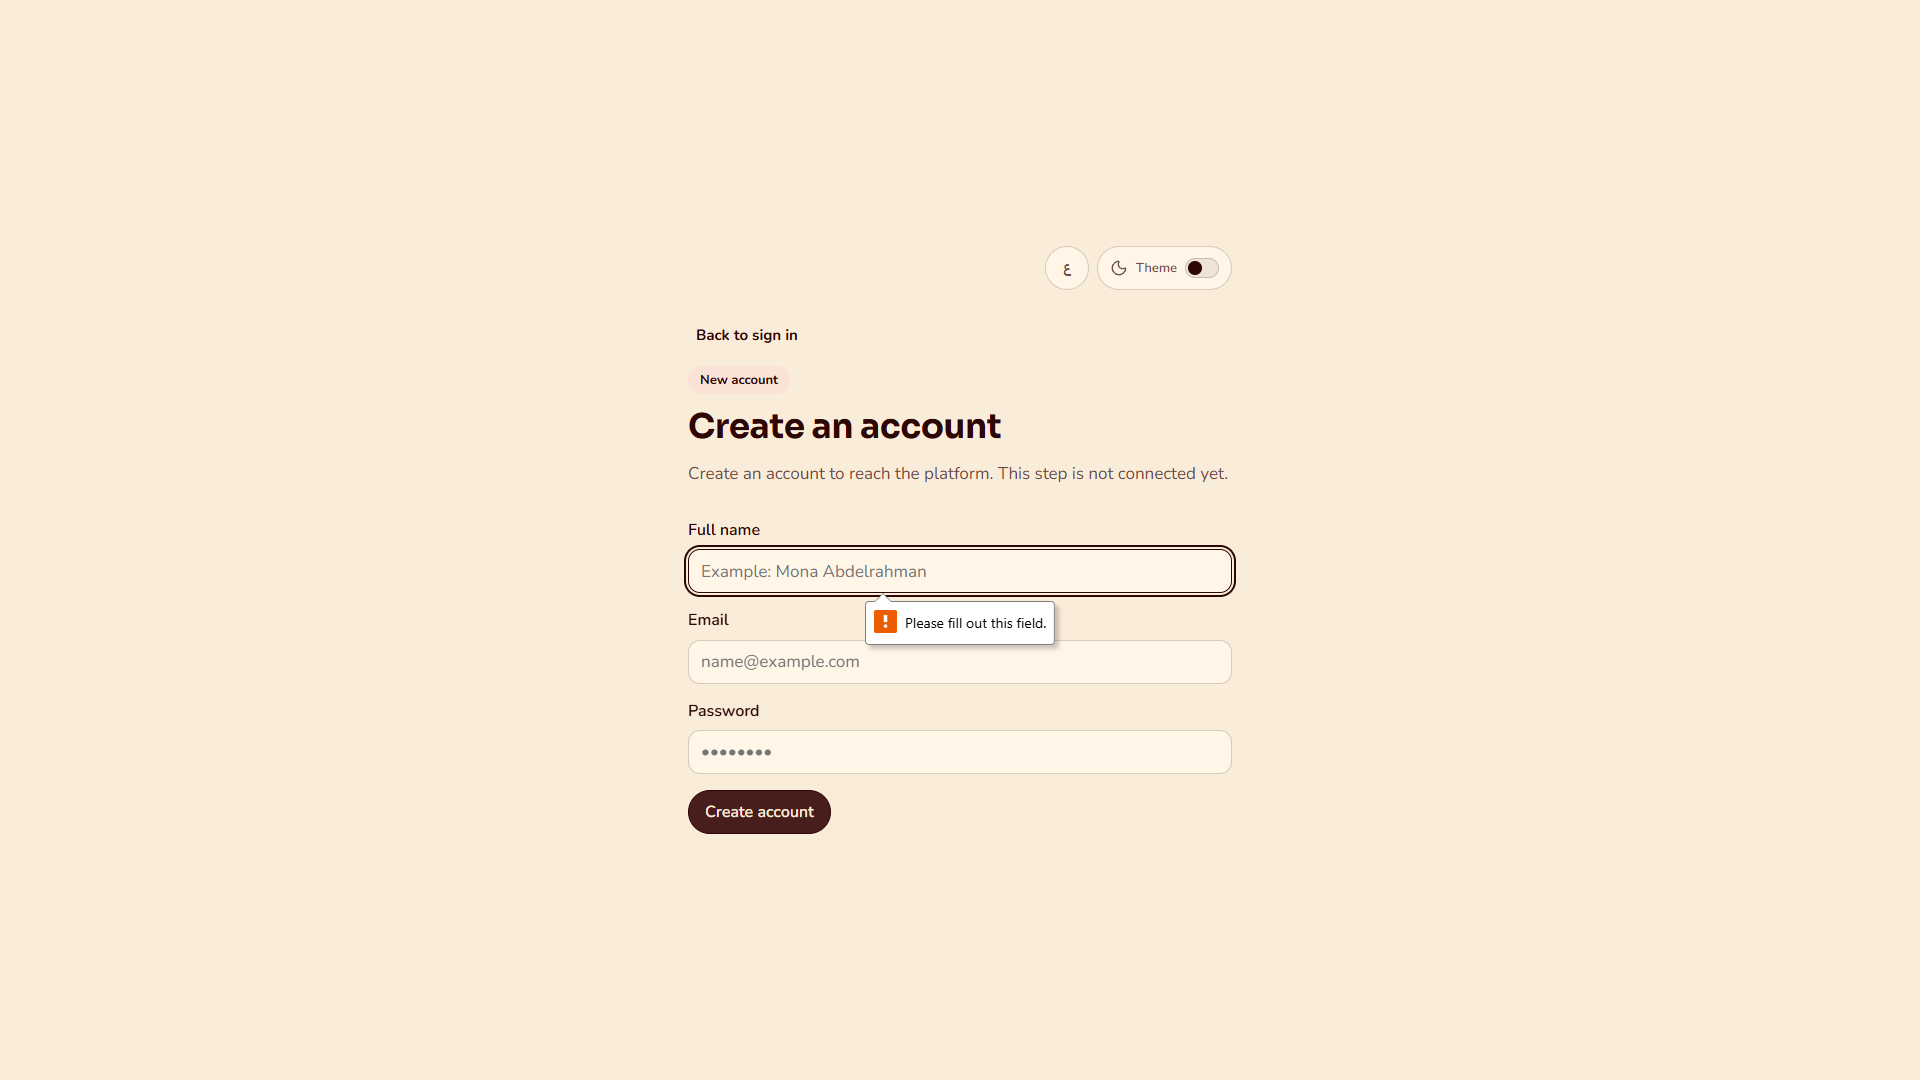 ع
Theme
Back to sign in
New account
Create an account
Create an account to reach the platform. This step is not connected yet.
Full name
Example: Mona Abdelrahman
Please fill out this field.
Email
name@example.com
Password
••••••••
Create account